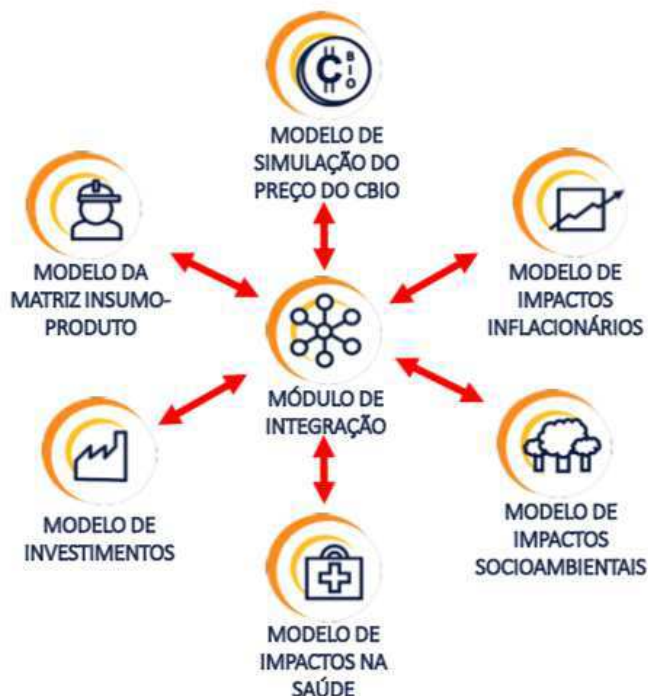 C BIO
MODELO DE
SIMULAÇÃO DO
PREÇO DO CBIO
MODELO DA
MATRIZ INSUMO-
PRODUTO
MODELO DE
IMPACTOS
INFLACIONÁRIOS
MÓDULO DE
INTEGRAÇÃO
MODELO DE
INVESTIMENTOS
MODELO DE
IMPACTOS
SOCIOAMBIENTAIS
MODELO DE
IMPACTOS NA
SAÚDE